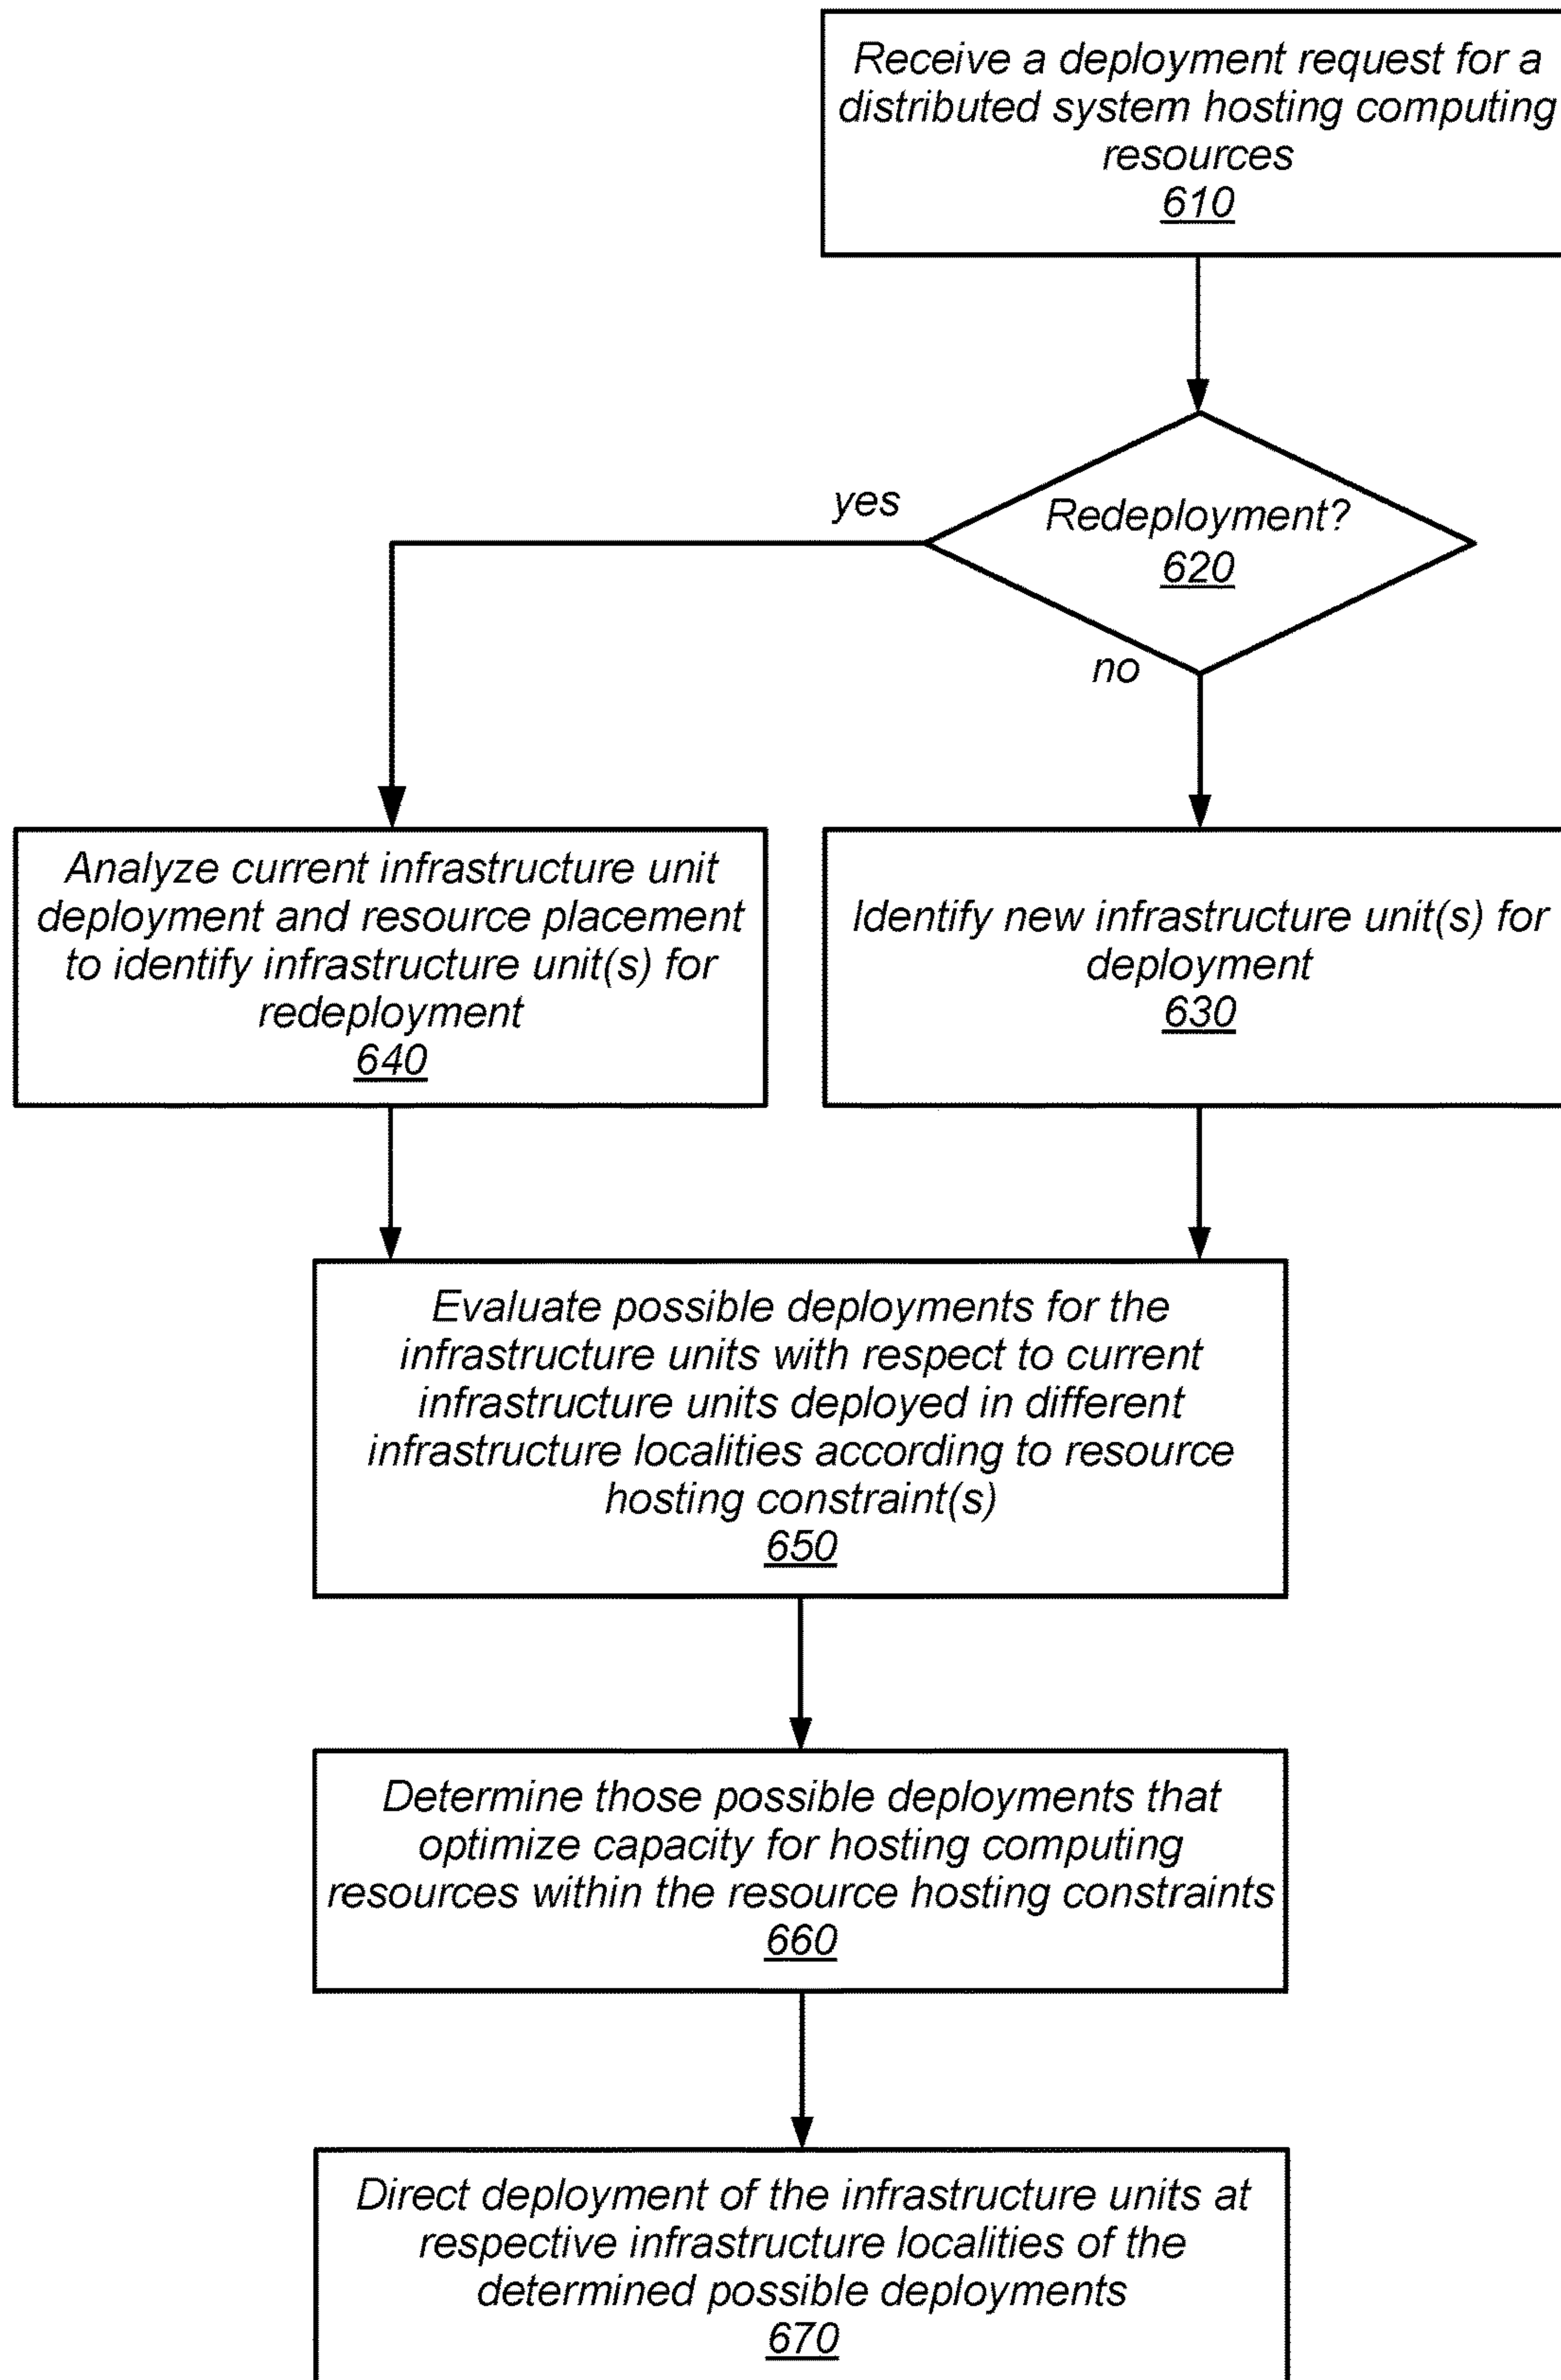 Receive a deployment request for a
distributed system hosting computing
resources
610
yes
Redeployment?
620
no
Analyze current infrastructure unit
deployment and resource placement
to identify infrastructure unit(s) for
redeployment
640
Identify new infrastructure unit(s) for
deployment
630
Evaluate possible deployments for the
infrastructure units with respect to current
infrastructure units deployed in different
infrastructure localities according to resource
hosting constraint(s)
650
Determine those possible deployments that
optimize capacity for hosting computing
resources within the resource hosting constraints
660
Direct deployment of the infrastructure units at
respective infrastructure localities of the
determined possible deployments
670